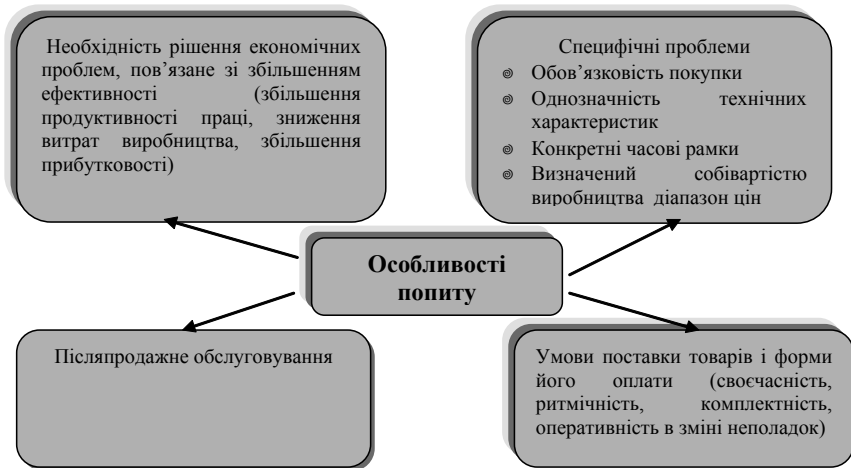 Необхідність рішення економічних
проблем, пов’язане зі збільшенням
ефективності (збільшення
продуктивності праці, зниження
витрат виробництва, збільшення
прибутковості)
Специфічні проблеми
Обов’язковість покупки
Однозначність технічних
характеристик
Конкретні часові рамки
Визначений собівартістю
виробництва діапазон цін
Особливості
попиту
Післяпродажне обслуговування
Умови поставки товарів і форми
його оплати (своєчасність,
ритмічність, комплектність,
оперативність в зміні неполадок)